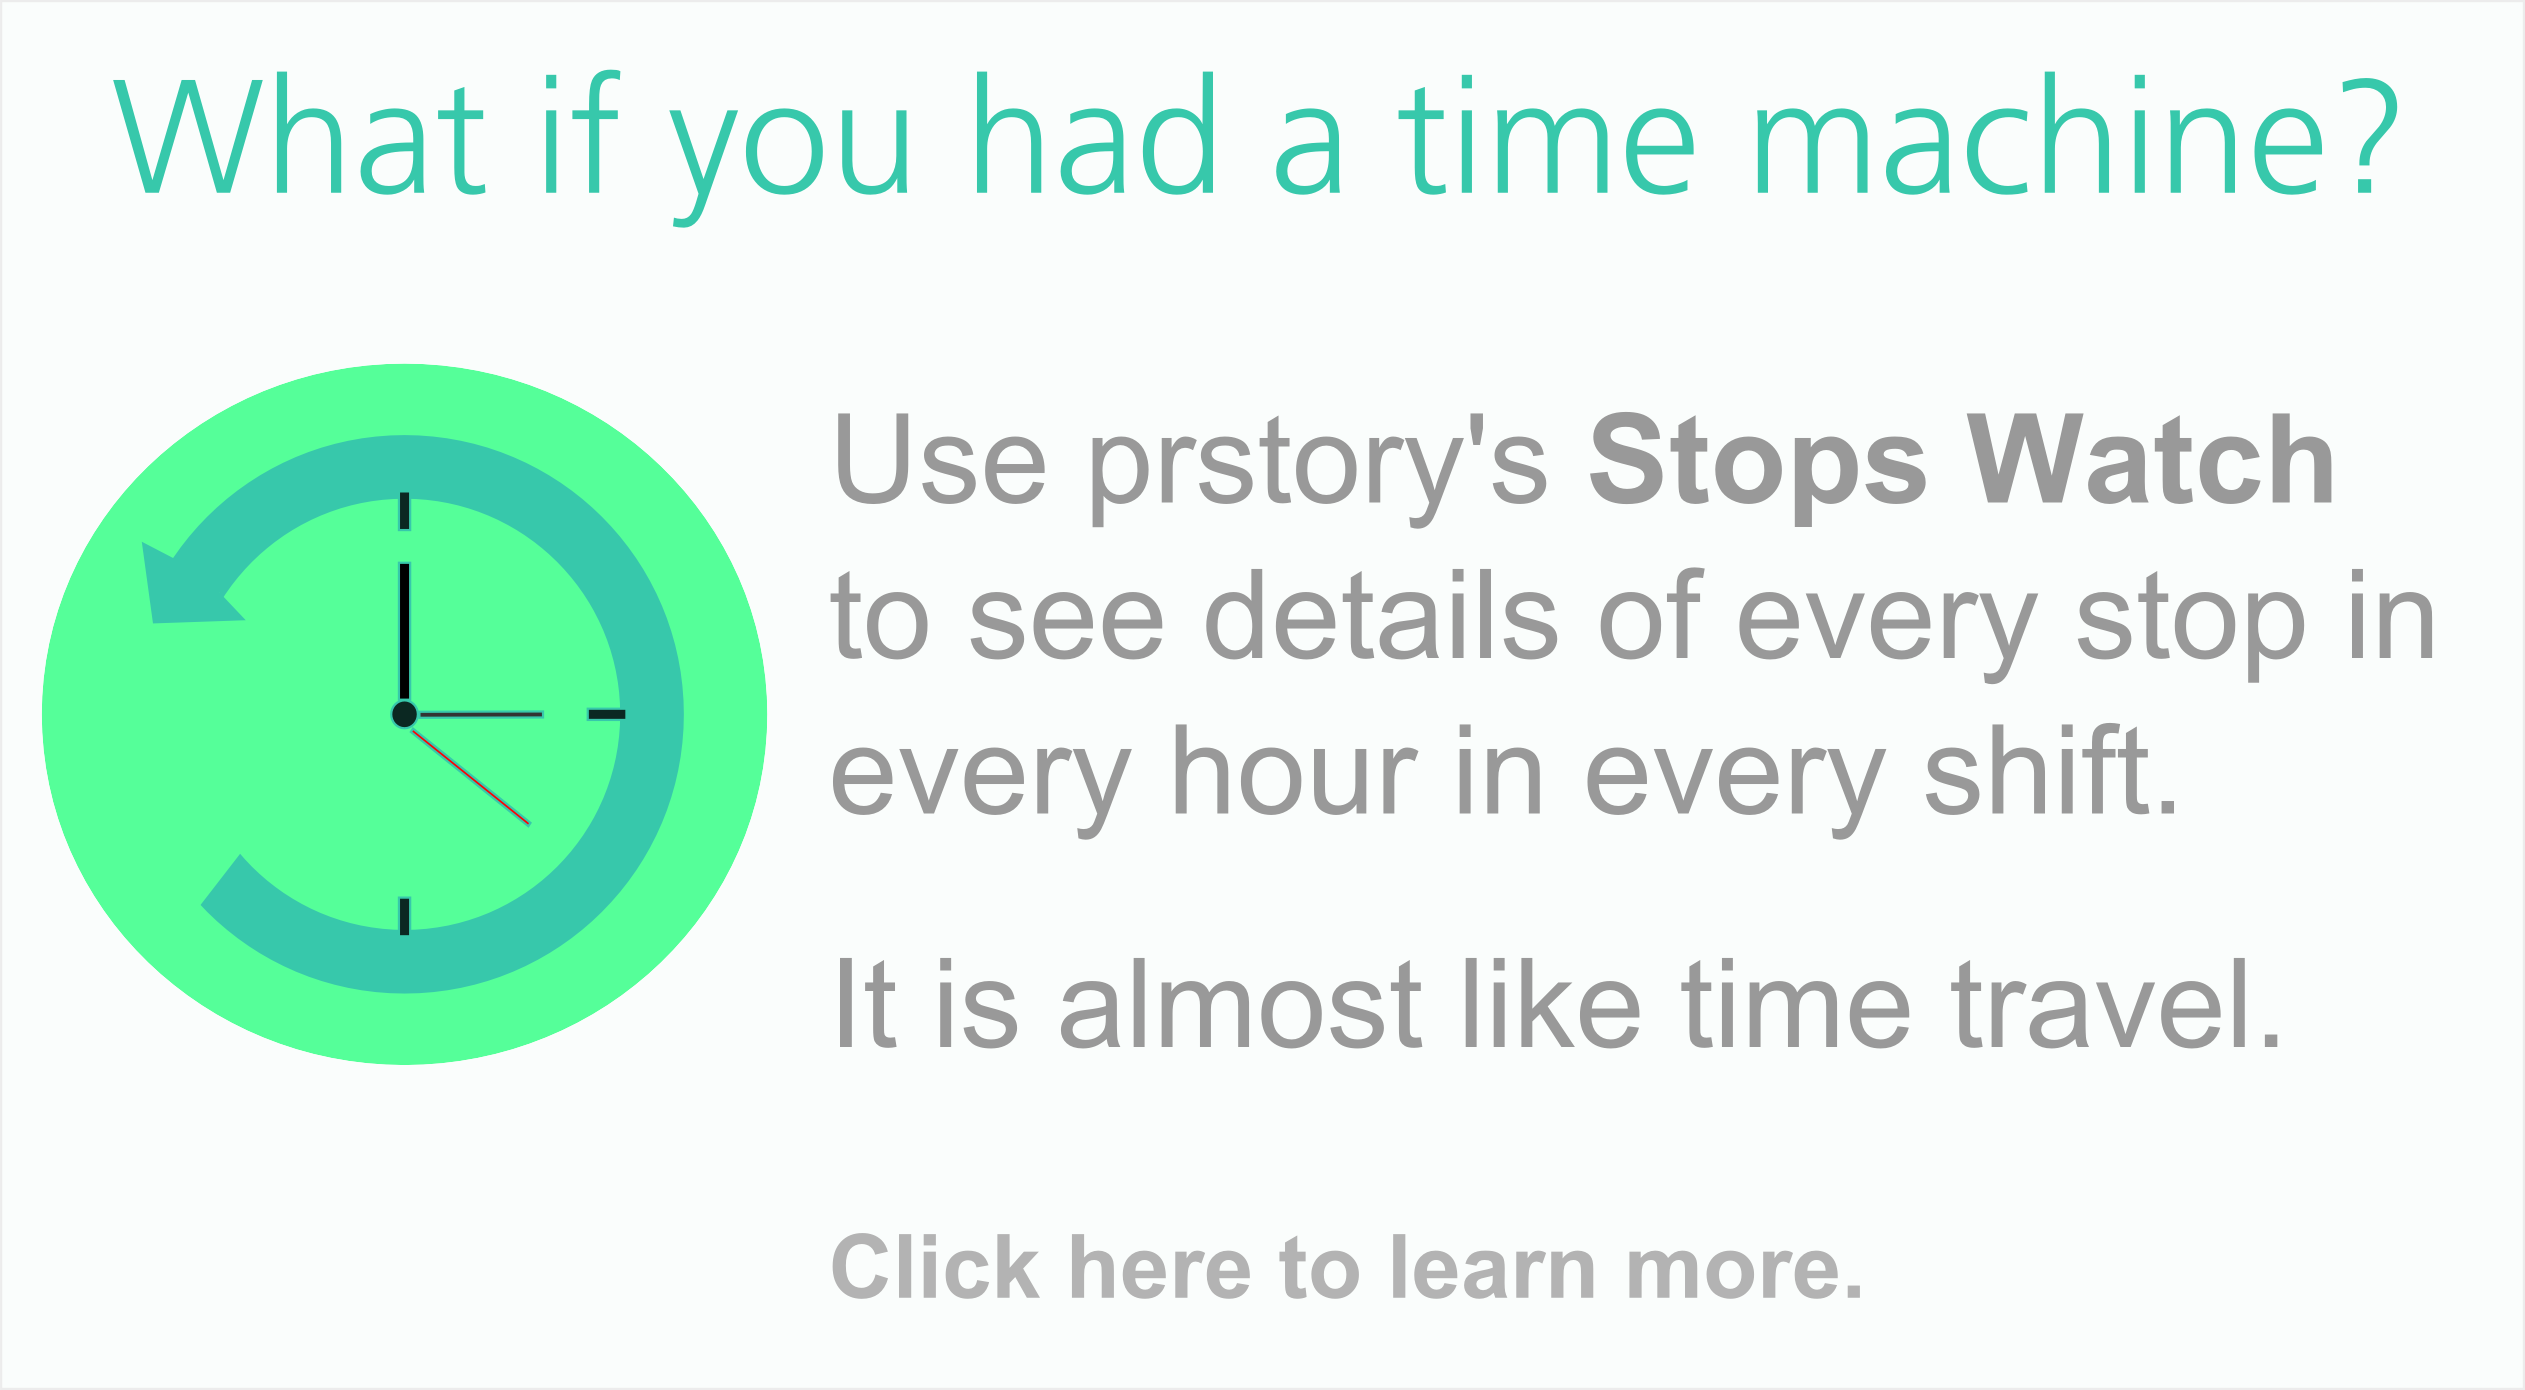 What if you had a time machine?
Use prstory's Stops Watch
to see details of every stop in
every hour in every shift.
It is almost like time travel.
Click here to learn more.